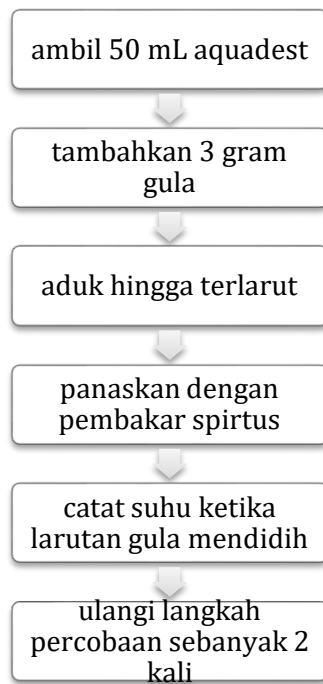 ambil 50 mL aquadest
tambahkan 3 gram
gula
aduk hingga terlarut
panaskan dengan
pembakar spirtus
catat suhu ketika
larutan gula mendidih
ulangi langkah
percobaan sebanyak 2
kali